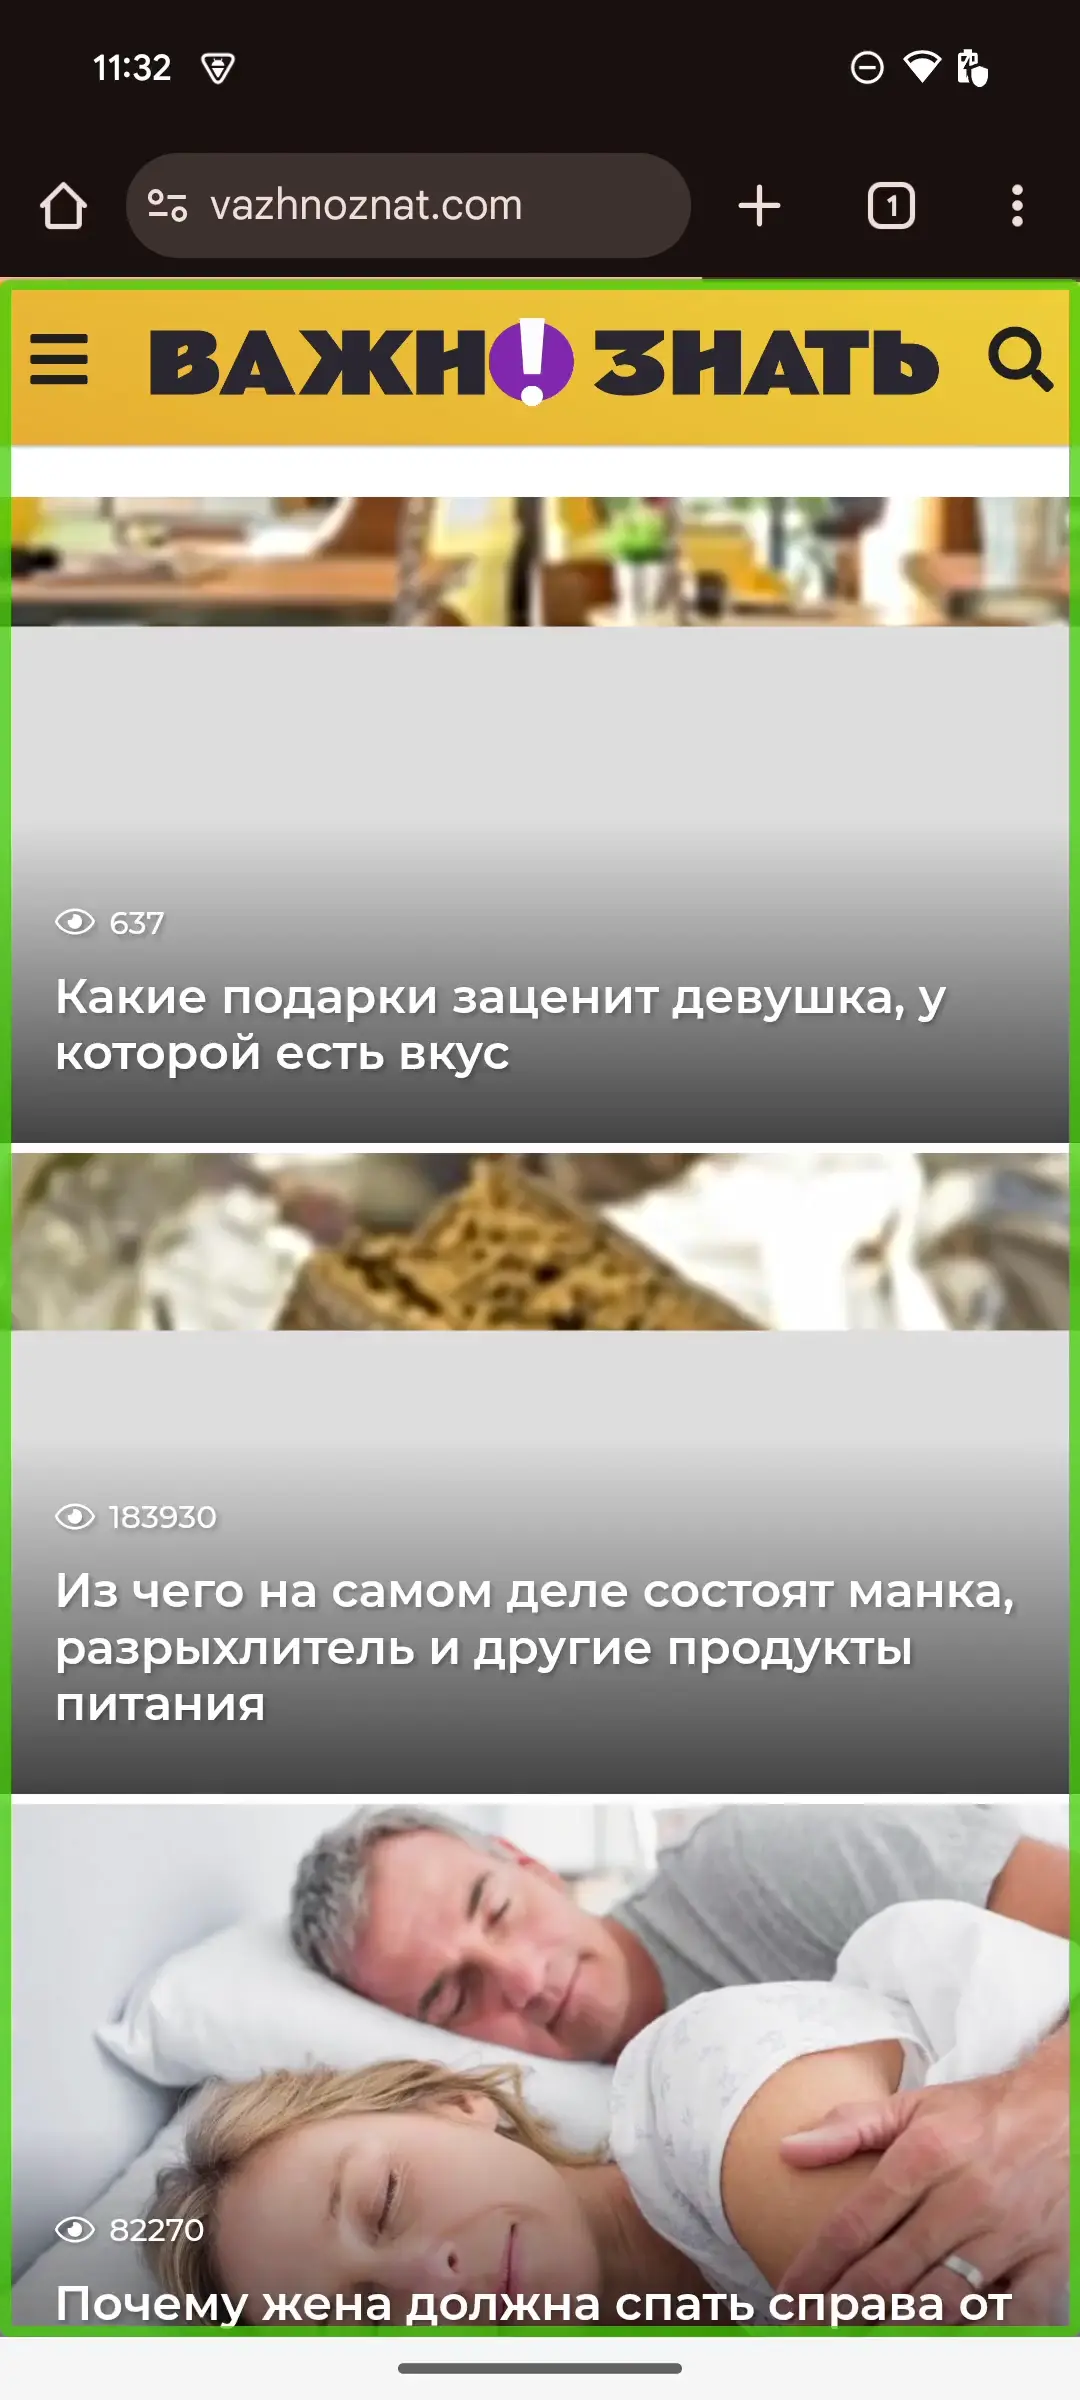 11:32
vazhnoznat.com
1
ВАЖН! ЗНАТЬ
637
Какие подарки заценит девушка, у
которой есть вкус
183930
Из чего на самом деле состоят манка,
разрыхлитель и другие продукты
питания
82270
Почему жена должна спать справа от